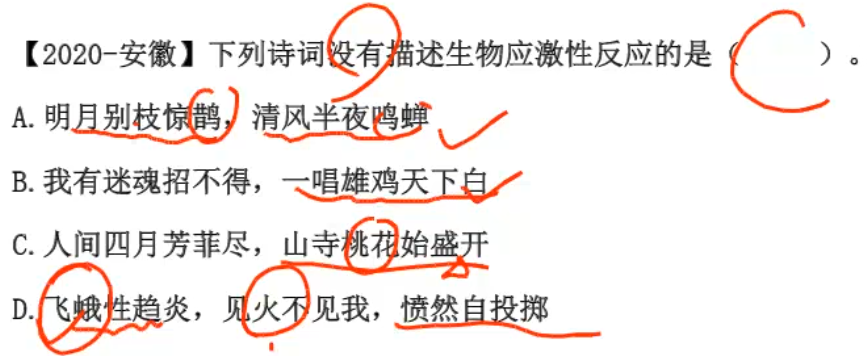 【2020-安徽】下列诗词没有描述生物应激性反应的是（C）。
A.明月别枝惊鹊，清风半夜鸣蝉
B.我有迷魂招不得，一唱雄鸡天下白
C.人间四月芳菲尽，山寺桃花始盛开
D.飞蛾性趋炎，见火不见我，愤然自投掷